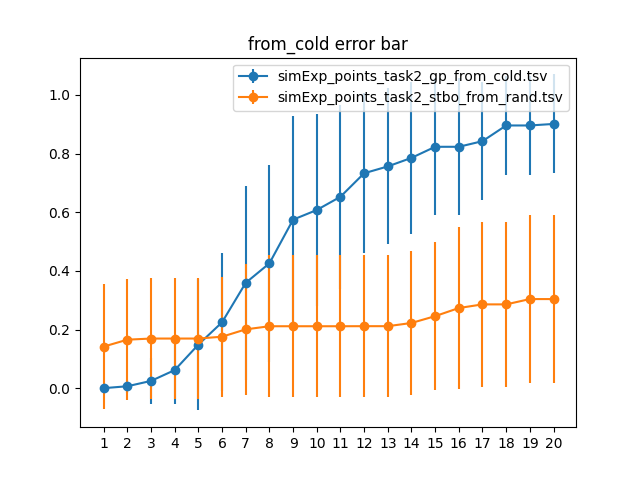 from_cold error bar
simExp_points_task2_gp_from_cold.tsv
simExp_points_task2_stbo_from_rand.tsv
1.0
0.8
0.6
0.4
0.2
0.0
1 2 3 4 5 6 7 8 9 10 11 12 13 14 15 16 17 18 19 20